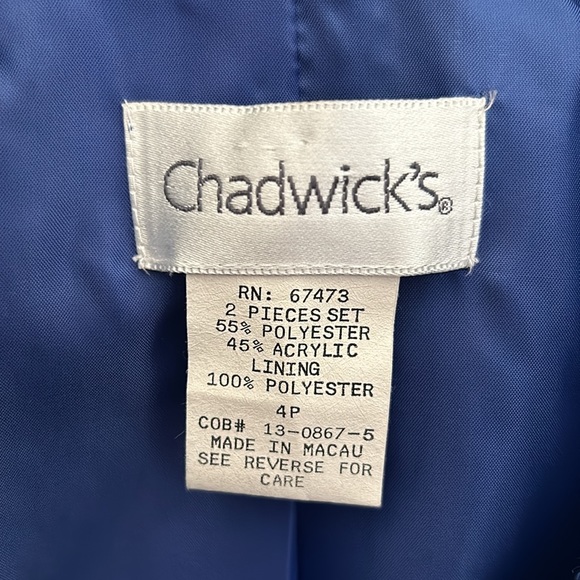 Chadwick's®
RN: 67473
2 PIECES SET
55% POLYESTER
45% ACRYLIC
LINING
100% POLYESTER
4P
COB# 13-0867-5
MADE IN MACAU
SEE REVERSE FOR
CARE